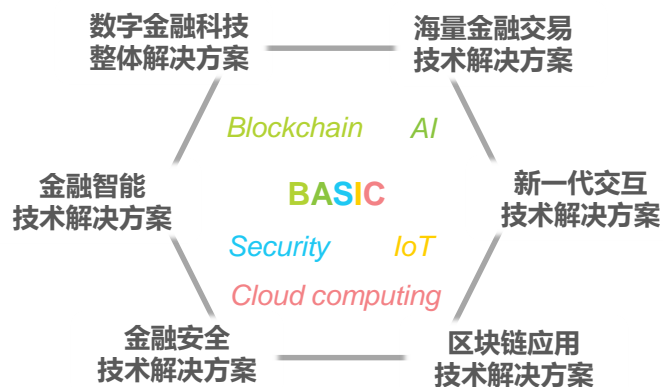 数字金融科技
整体解决方案
海量金融交易
技术解决方案
Blockchain
AI
金融智能
技术解决方案
BASIC
新一代交互
技术解决方案
Security
IoT
Cloud computing
金融安全
技术解决方案
区块链应用
技术解决方案